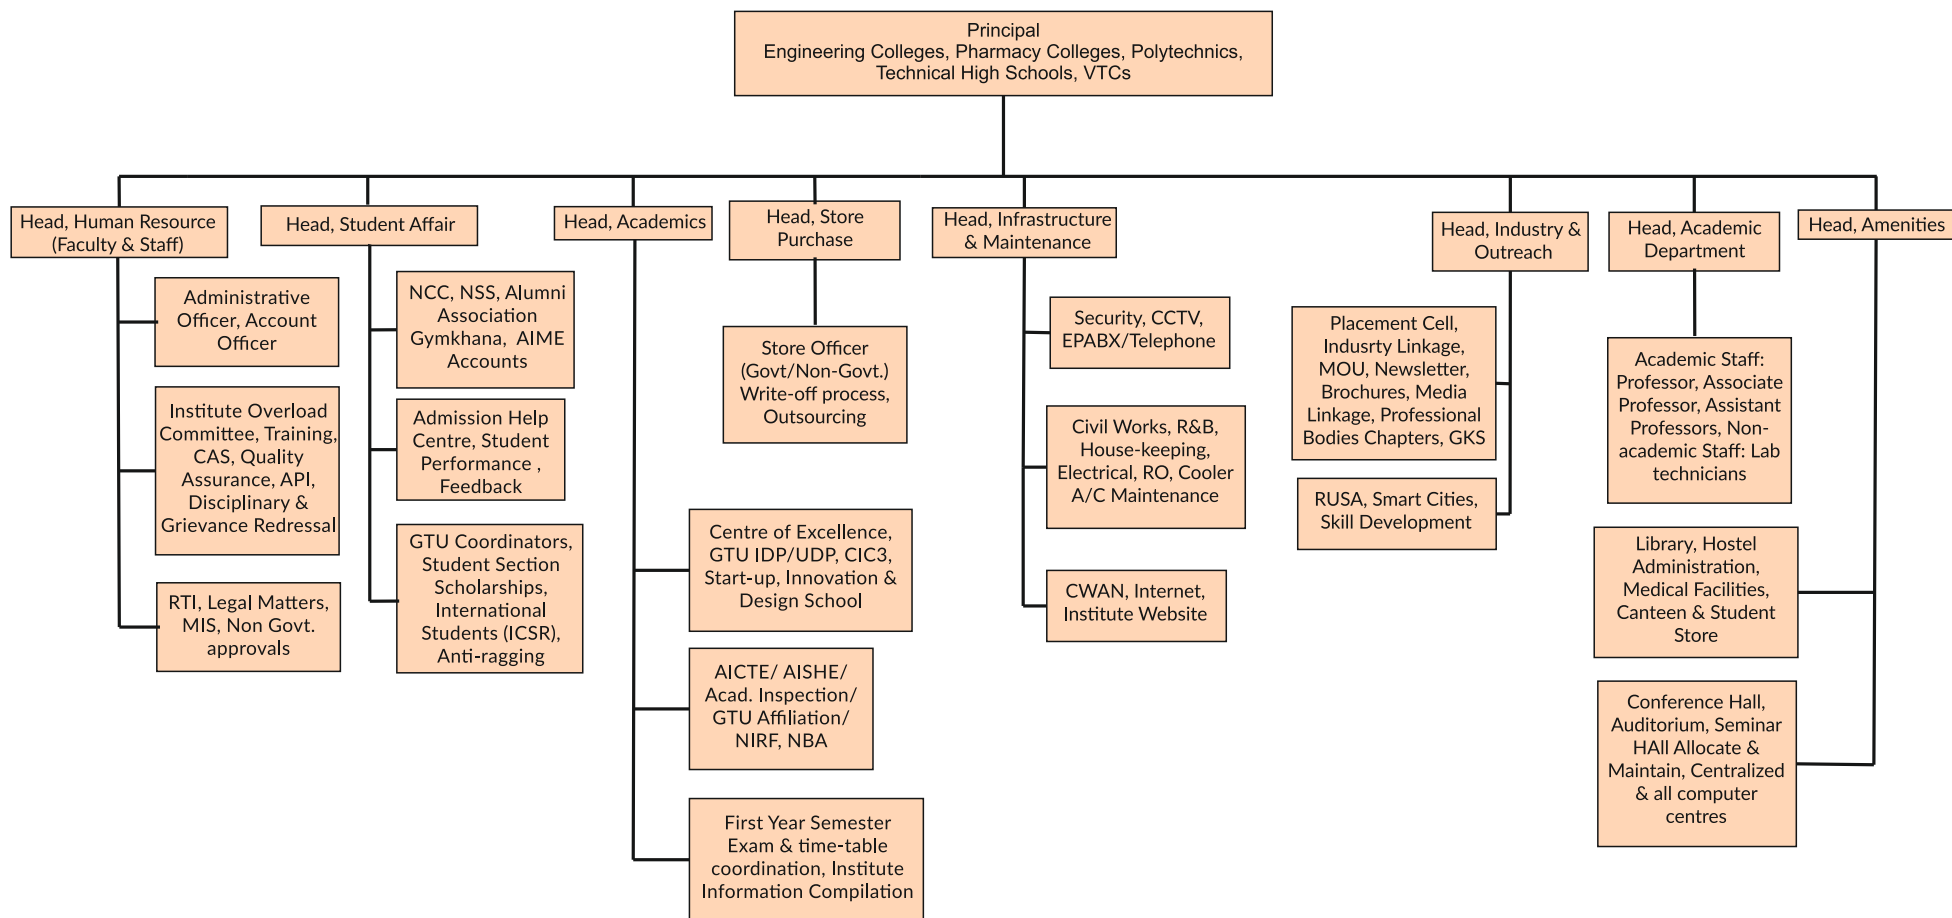 Principal
Engineering Colleges, Pharmacy Colleges, Polytechnics,
Technical High Schools, VTCs
Head, Human Resource
(Faculty & Staff)
Administrative
Officer, Account
Officer
Institute Overload
Committee, Training,
CAS, Quality
Assurance, API,
Disciplinary &
Grievance Redressal
RTI, Legal Matters,
MIS, Non Govt.
approvals
Head, Student Affair
NCC, NSS, Alumni
Association
Gymkhana, AIME
Accounts
Admission Help
Centre, Student
Performance ,
Feedback
GTU Coordinators,
Student Section
Scholarships,
International
Students (ICSR),
Anti-ragging
Head, Academics
Centre of Excellence,
GTU IDP/UDP, CIC3,
Start-up, Innovation &
Design School
AICTE/ AISHE/
Acad. Inspection/
GTU Affiliation/
NIRF, NBA
First Year Semester
Exam & time-table
coordination, Institute
Information Compilation
Head, Store
Purchase
Store Officer
(Govt/Non-Govt.)
Write-off process,
Outsourcing
Head, Infrastructure
& Maintenance
Security, CCTV,
EPABX/Telephone
Civil Works, R&B,
House-keeping,
Electrical, RO, Cooler
A/C Maintenance
CWAN, Internet,
Institute Website
Head, Industry &
Outreach
Placement Cell,
Indusrty Linkage,
MOU, Newsletter,
Brochures, Media
Linkage, Professional
Bodies Chapters, GKS
RUSA, Smart Cities,
Skill Development
Head, Academic
Department
Academic Staff:
Professor, Associate
Professor, Assistant
Professors, Non-
academic Staff: Lab
technicians
Head, Amenities
Library, Hostel
Administration,
Medical Facilities,
Canteen & Student
Store
Conference Hall,
Auditorium, Seminar
HAll Allocate &
Maintain, Centralized
& all computer
centres